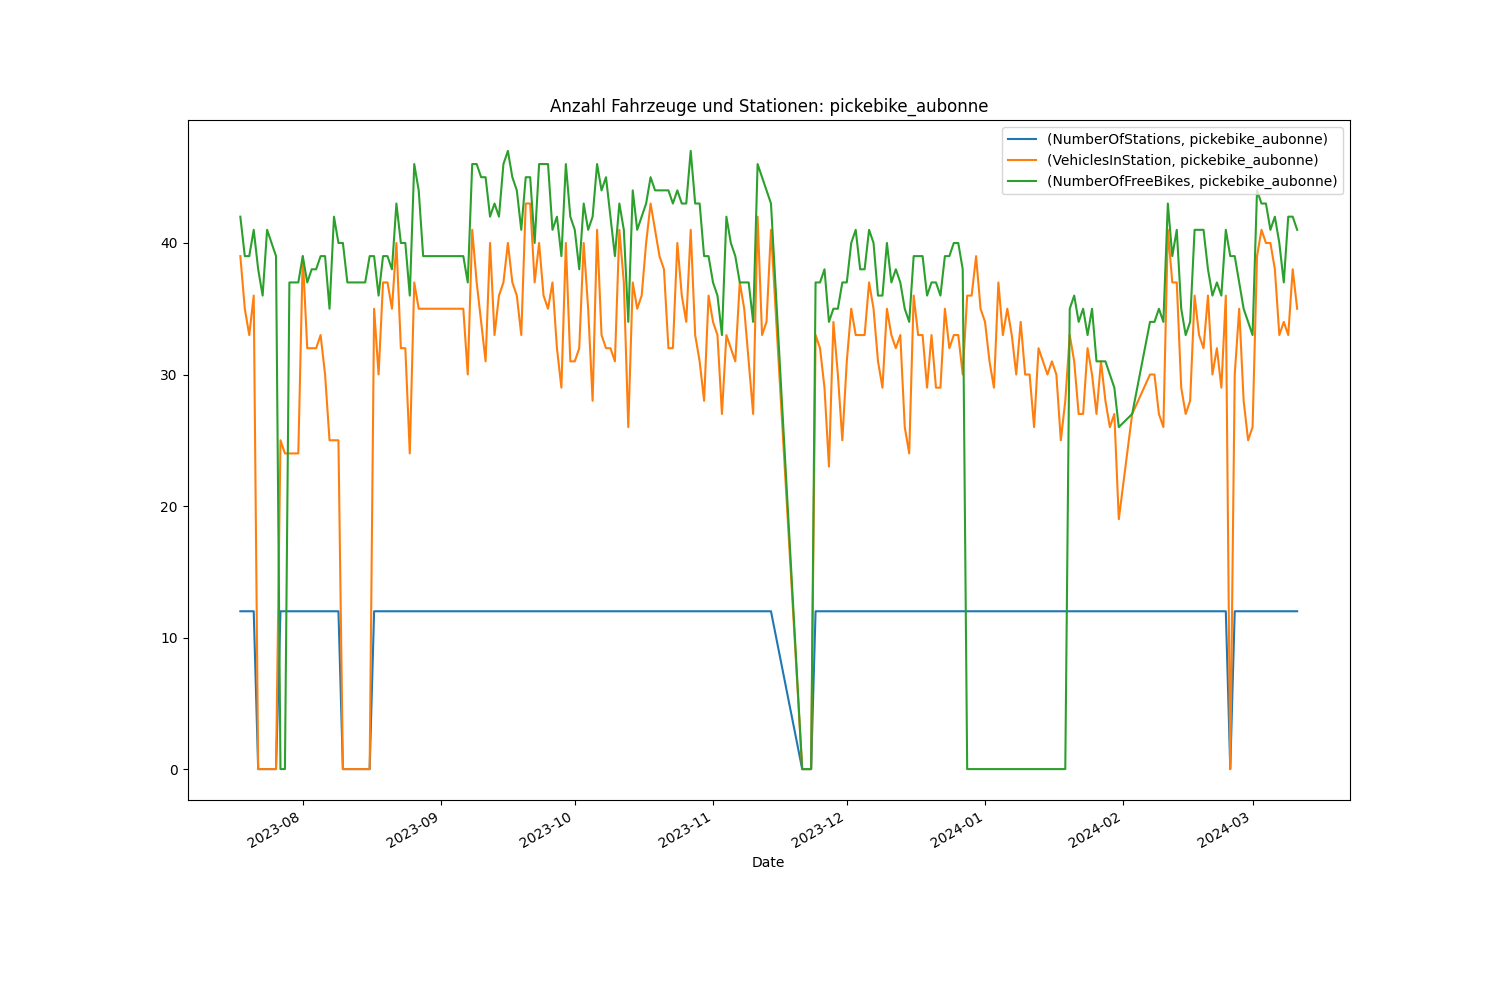 Anzahl Fahrzeuge und Stationen: pickebike_aubonne
(NumberOfStations, pickebike_aubonne)
(VehiclesInStation, pickebike_aubonne)
(NumberOfFreeBikes, pickebike_aubonne)
40
30
20
10
0
2023-08
2023-09
2023-10
2023-11
2023-12
2024-01
2024-02
2024-03
Date